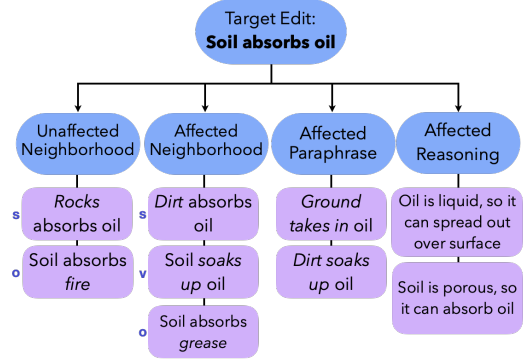 Target Edit:
Soil absorbs oil
Unaffected
Neighborhood
Affected
Neighborhood
Affected
Paraphrase
Affected
Reasoning
s
Rocks
absorbs oil
o
Soil absorbs
fire
s
Dirt absorbs
oil
v
Soil soaks
up oil
o
Soil absorbs
grease
Ground
takes in oil
Dirt soaks
up oil
Oil is liquid, so it
can spread out
over surface
Soil is porous, so
it can absorb oil